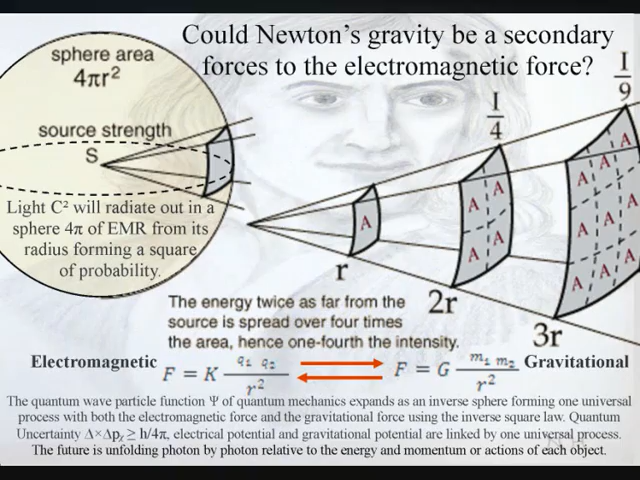 Could Newton's gravity be a secondary
forces to the electromagnetic force?
sphere area
4πr²
source strength
S
Light C² will radiate out in a
sphere 4π of EMR from its
radius forming a square
of probability.
I/4
I/9
A
A A
A A
A A A
A A A
A A A
r
2r
3r
The energy twice as far from the
source is spread over four times
the area, hence one-fourth the intensity.
Electromagnetic F = K q₁ q₂ / r² F = G m₁ m₂ / r² Gravitational
The quantum wave particle function Ψ of quantum mechanics expands as an inverse sphere forming one universal
process with both the electromagnetic force and the gravitational force using the inverse square law. Quantum
Uncertainty Δ×Δpₓ ≥ h/4π, electrical potential and gravitational potential are linked by one universal process.
The future is unfolding photon by photon relative to the energy and momentum or actions of each object.